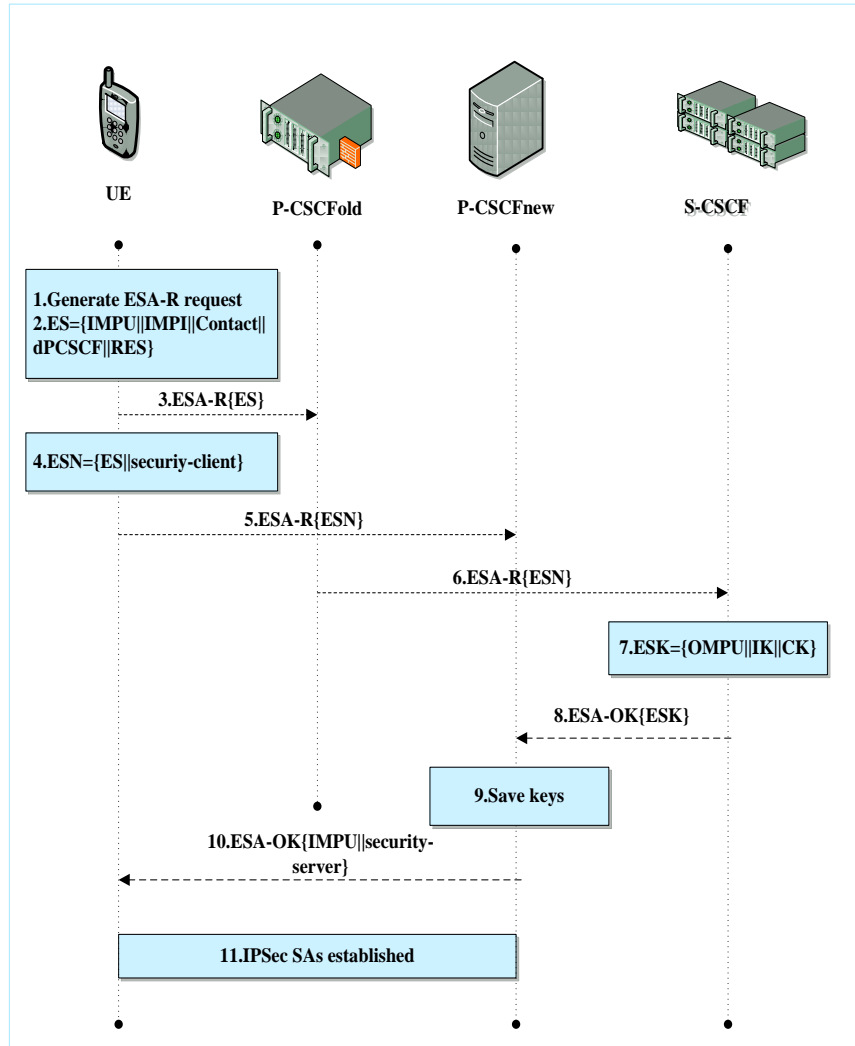 UE
P-CSCFold
P-CSCFnew
S-CSCF
1.Generate ESA-R request
2.ES={IMPU||IMPI||Contact||
dPCSCF||RES}
3.ESA-R{ES}
4.ESN={ES||securiy-client}
5.ESA-R{ESN}
6.ESA-R{ESN}
7.ESK={OMPU||IK||CK}
8.ESA-OK{ESK}
9.Save keys
10.ESA-OK{IMPU||security-
server}
11.IPSec SAs established